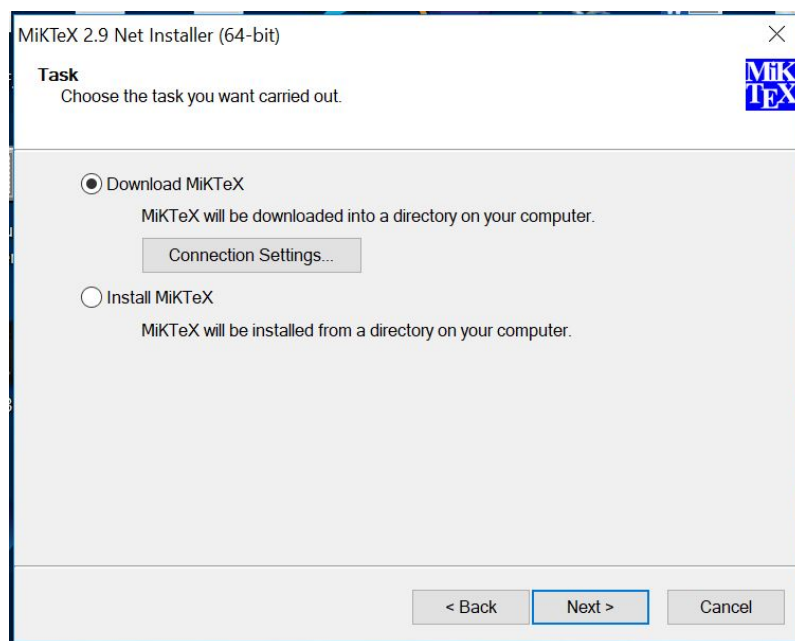 MiKTeX 2.9 Net Installer (64-bit)
Task
Choose the task you want carried out.
MiK
TEX
Download MiKTeX
MiKTeX will be downloaded into a directory on your computer.
Connection Settings...
Install MiKTeX
MiKTeX will be installed from a directory on your computer.
< Back Next > Cancel